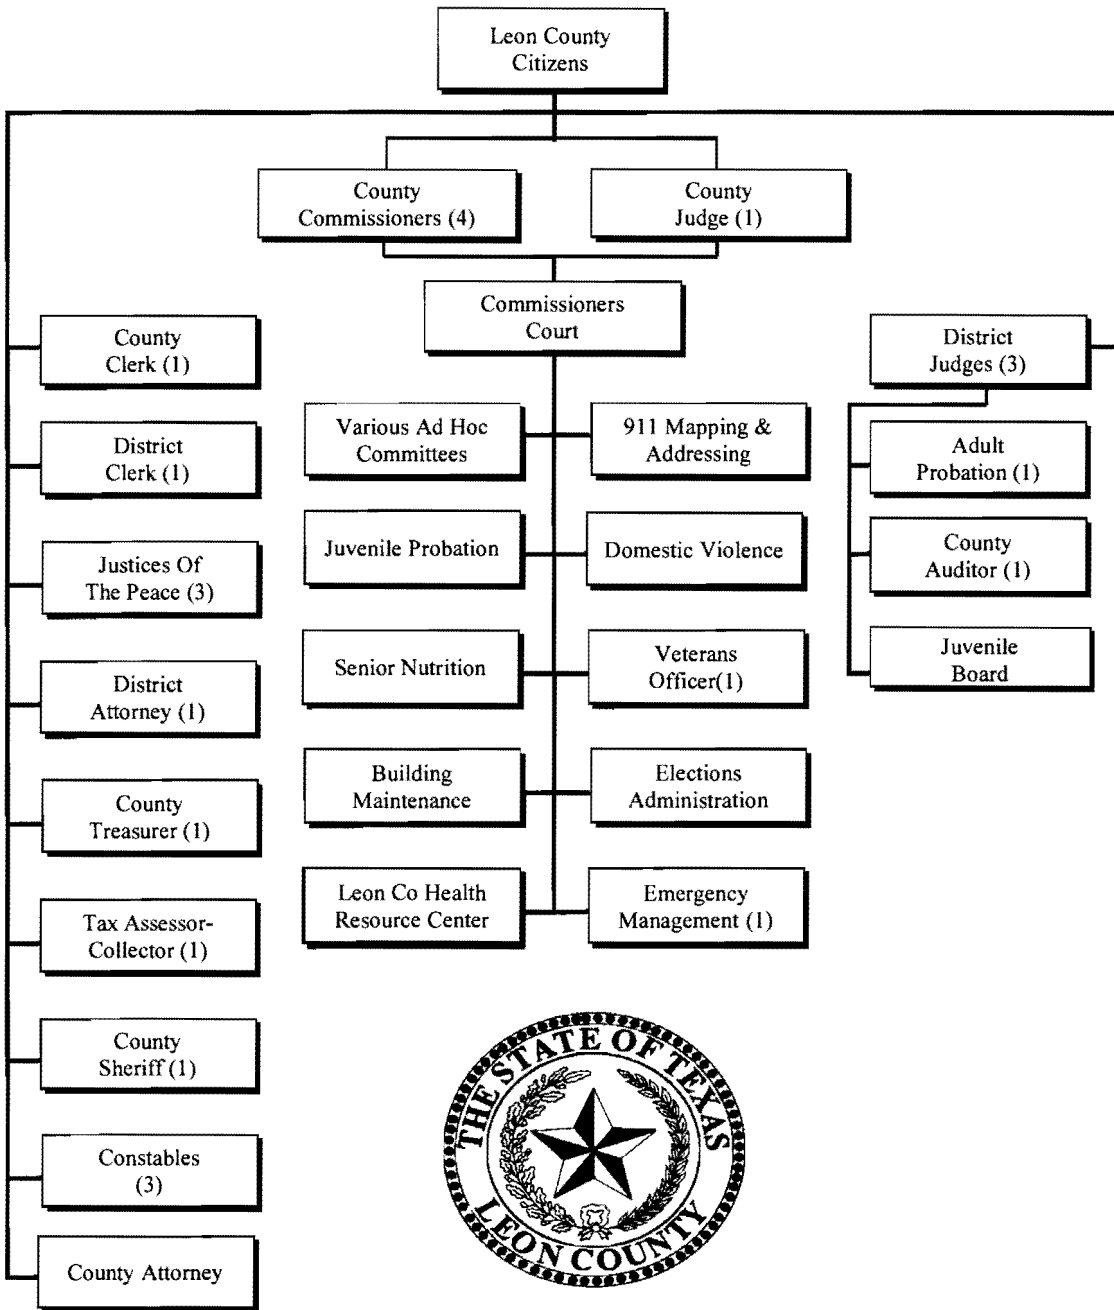 Leon County
Citizens
County
Commissioners (4)
County
Judge (1)
Commissioners
Court
County
Clerk (1)
District
Clerk (1)
Justices Of
The Peace (3)
District
Attorney (1)
County
Treasurer (1)
Tax Assessor-
Collector (1)
County
Sheriff (1)
Constables
(3)
County Attorney
Various Ad Hoc
Committees
911 Mapping &
Addressing
Juvenile Probation
Domestic Violence
Senior Nutrition
Veterans
Officer(1)
Building
Maintenance
Elections
Administration
Leon Co Health
Resource Center
Emergency
Management (1)
District
Judges (3)
Adult
Probation (1)
County
Auditor (1)
Juvenile
Board
THE STATE OF TEXAS
LEON COUNTY